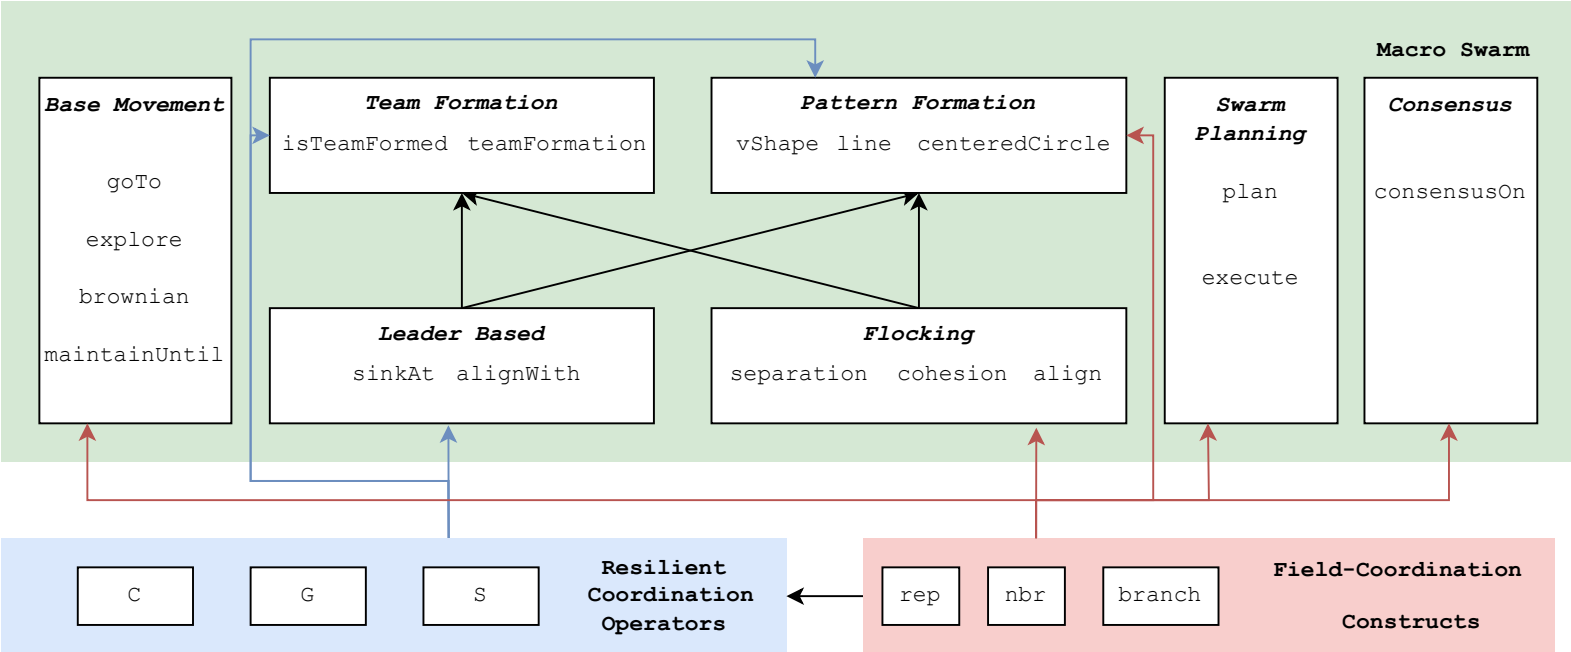 Macro Swarm
Base Movement
goTo
explore
brownian
maintainUntil
Team Formation
isTeamFormed teamFormation
Pattern Formation
vShape line centeredCircle
Swarm
Planning
plan
execute
Consensus
consensusOn
Leader Based
sinkAt alignWith
Flocking
separation cohesion align
C G S
Resilient
Coordination
Operators
rep nbr branch
Field-Coordination
Constructs